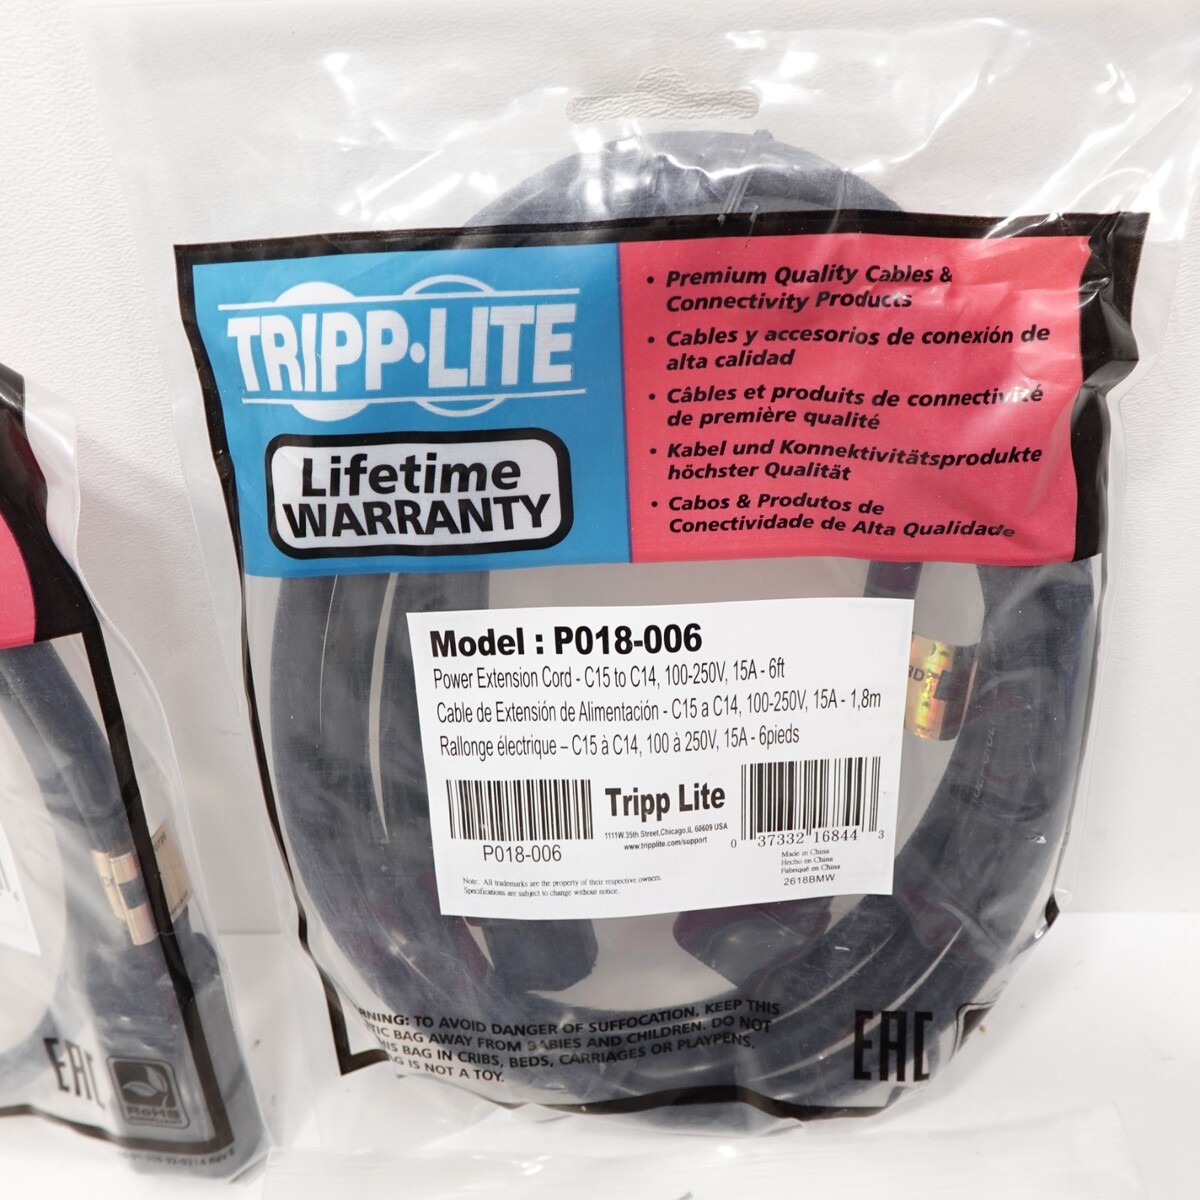 TRIPP·LITE
Lifetime
WARRANTY
• Premium Quality Cables &
Connectivity Products
• Cables y accesorios de conexión de
alta calidad
• Câbles et produits de connectivité
de première qualité
• Kabel und Konnektivitätsprodukte
höchster Qualität
• Cabos & Produtos de
Conectividade de Alta Qualidade
Model : P018-006
Power Extension Cord - C15 to C14, 100-250V, 15A - 6ft
Cable de Extensión de Alimentación - C15 a C14, 100-250V, 15A - 1,8m
Rallonge électrique – C15 à C14, 100 à 250V, 15A - 6pieds
P018-006
Tripp Lite
1111W. 35th Street,Chicago,IL 60609 USA
www.tripplite.com/support
0 37332 16844 3
Made in China
Hecho en China
Fabriqué en China
2618BMW
Note: All trademarks are the property of their respective owners.
Specifications are subject to change without notice.
TO AVOID DANGER OF SUFFOCATION, KEEP THIS
BAG AWAY FROM BABIES AND CHILDREN. DO NOT
BAG IN CRIBS, BEDS, CARRIAGES OR PLAYPENS.
IS NOT A TOY.
EAC
EAC
RoHS
COMPLIANT